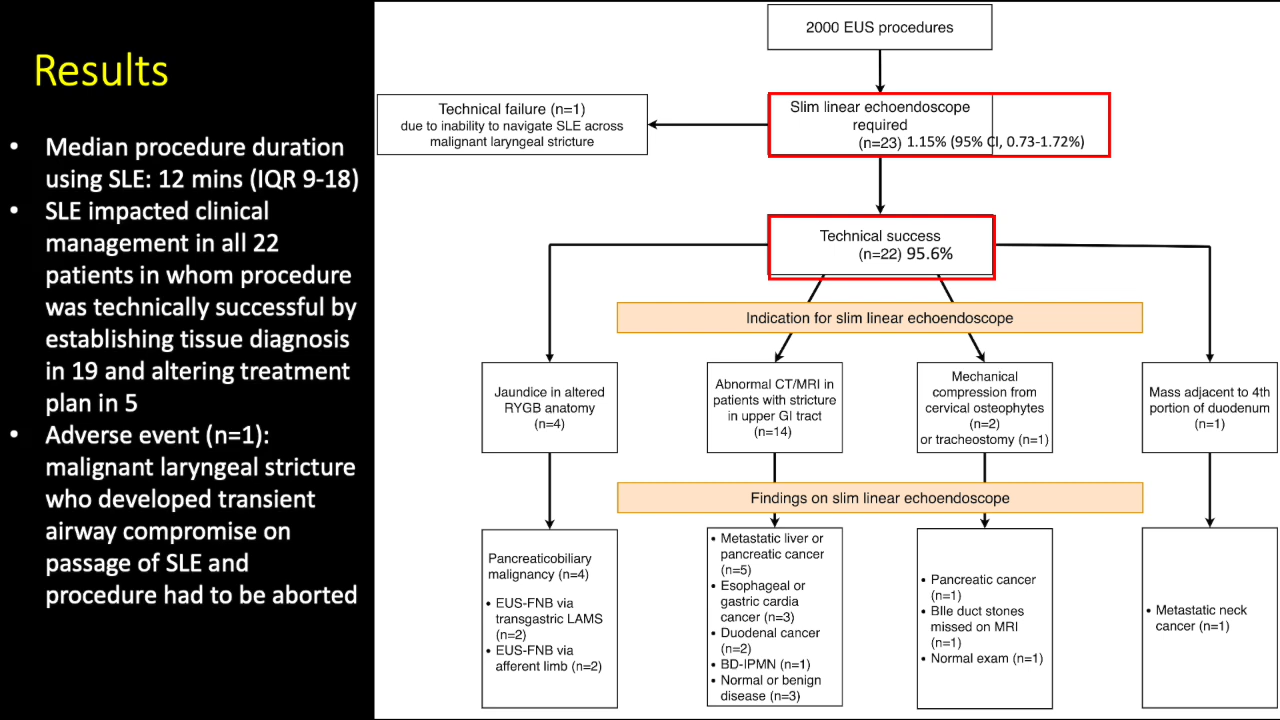 Results
• Median procedure duration
using SLE: 12 mins (IQR 9-18)
• SLE impacted clinical
management in all 22
patients in whom procedure
was technically successful by
establishing tissue diagnosis
in 19 and altering treatment
plan in 5
• Adverse event (n=1):
malignant laryngeal stricture
who developed transient
airway compromise on
passage of SLE and
procedure had to be aborted
2000 EUS procedures
Technical failure (n=1)
due to inability to navigate SLE across
malignant laryngeal stricture
Slim linear echoendoscope
required
(n=23) 1.15% (95% CI, 0.73-1.72%)
Technical success
(n=22) 95.6%
Indication for slim linear echoendoscope
Jaundice in altered
RYGB anatomy
(n=4)
Abnormal CT/MRI in
patients with stricture
in upper GI tract
(n=14)
Mechanical
compression from
cervical osteophytes
(n=2)
or tracheostomy (n=1)
Mass adjacent to 4th
portion of duodenum
(n=1)
Findings on slim linear echoendoscope
Pancreaticobiliary
malignancy (n=4)
• EUS-FNB via
transgastric LAMS
(n=2)
• EUS-FNB via
afferent limb (n=2)
• Metastatic liver or
pancreatic cancer
(n=5)
• Esophageal or
gastric cardia
cancer (n=3)
• Duodenal cancer
(n=2)
• BD-IPMN (n=1)
• Normal or benign
disease (n=3)
• Pancreatic cancer
(n=1)
• BIle duct stones
missed on MRI
(n=1)
• Normal exam (n=1)
• Metastatic neck
cancer (n=1)